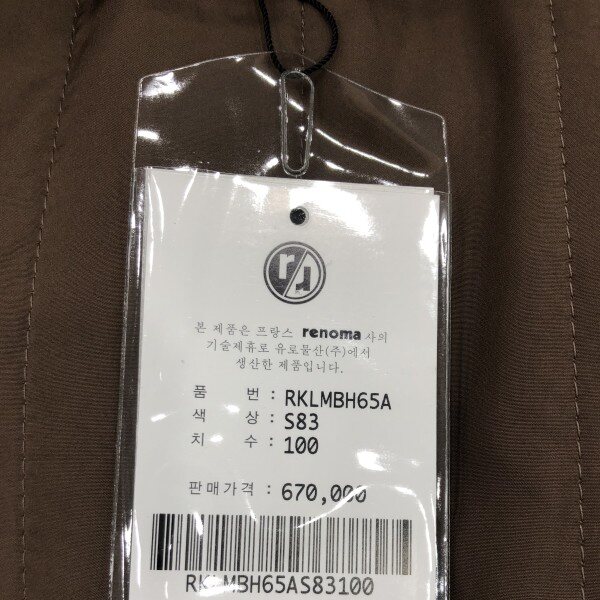 본 제품은 프랑스 renoma 사의
기술제휴로 유로물산(주)에서
생산한 제품입니다.
품 번 : RKLMBH65A
색 상 : S83
치 수 : 100
판매가격 : 670,000
RKLMBH65AS83100